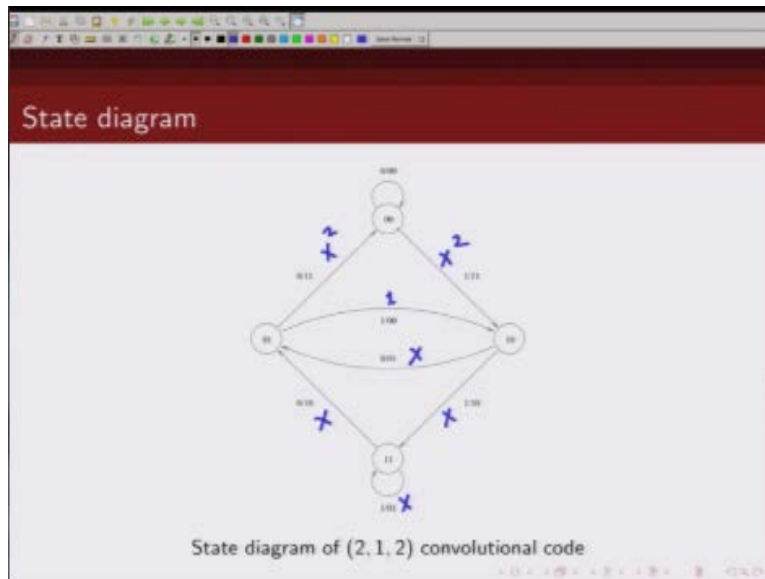 State diagram
0/00
00
X²
X²
0/11
1/11
1
1/00
01
10
0/01
X
0/10
1/10
X
X
11
1/01
X
State diagram of (2, 1, 2) convolutional code